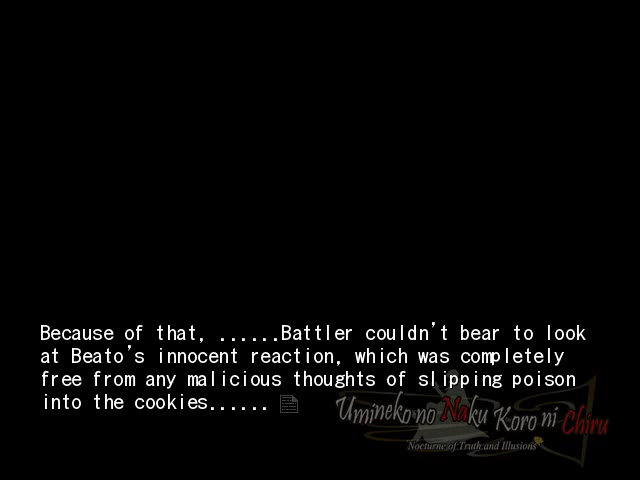 Because of that, ......Battler couldn't bear to look
at Beato's innocent reaction, which was completely
free from any malicious thoughts of slipping poison
into the cookies......
Umineko no Naku Koro ni Chiru
Nocturne of Truth and Illusions